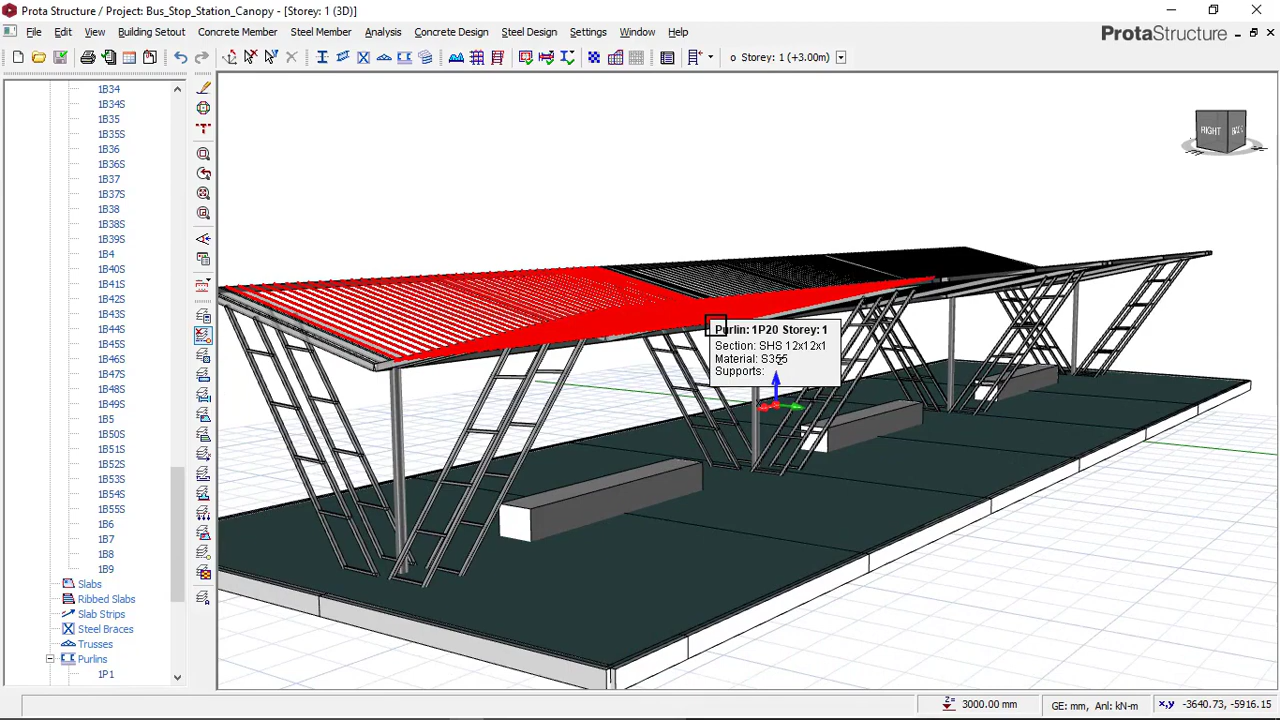 Prota Structure / Project: Bus_Stop_Station_Canopy - [Storey: 1 (3D)]
File Edit View Building Setout Concrete Member Steel Member Analysis Concrete Design Steel Design Settings Window Help
ProtaStructure
o Storey: 1 (+3.00m)
1B34
1B34S
1B35
1B35S
1B36
1B36S
1B37
1B37S
1B38
1B38S
1B39S
1B4
1B40S
1B41S
1B42S
1B43S
1B44S
1B45S
1B46S
1B47S
1B48S
1B49S
1B5
1B50S
1B51S
1B52S
1B53S
1B54S
1B55S
1B6
1B7
1B8
1B9
Slabs
Ribbed Slabs
Slab Strips
Steel Braces
Trusses
Purlins
1P1
RIGHT
Purlin: 1P20 Storey: 1
Section: SHS 12x12x1
Material: S355
Supports:
Z= 3000.00 mm
GE: mm, Anl: kN-m
x,y -3640.73, -5916.15